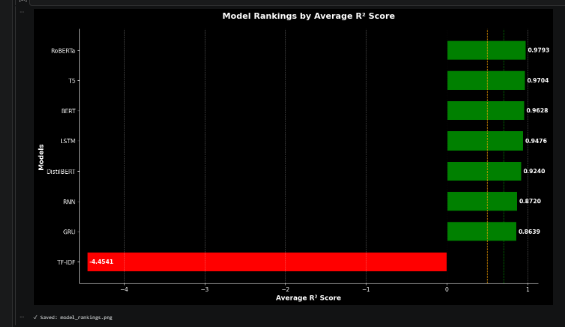 Model Rankings by Average R² Score
RoBERTa
0.9793
T5
0.9704
BERT
0.9628
LSTM
0.9476
DistilBERT
0.9240
RNN
0.8720
GRU
0.8639
TF-IDF
-4.4541
Models
−4
−3
−2
−1
0
1
Average R² Score
✓ Saved: model_rankings.png